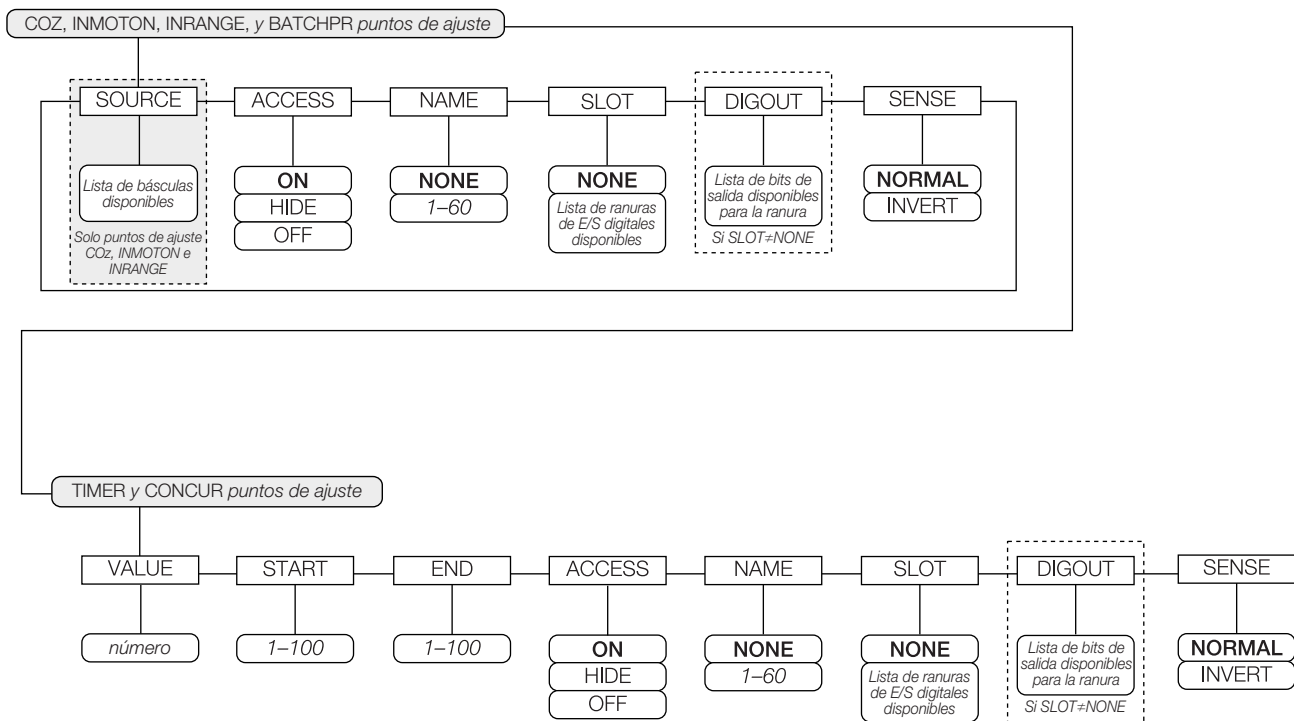 COZ, INMOTON, INRANGE, y BATCHPR puntos de ajuste
SOURCE
ACCESS
NAME
SLOT
DIGOUT
SENSE
Lista de básculas
disponibles
Solo puntos de ajuste
COz, INMOTON e
INRANGE
ON
HIDE
OFF
NONE
1–60
NONE
Lista de ranuras
de E/S digitales
disponibles
Lista de bits de
salida disponibles
para la ranura
Si SLOT≠NONE
NORMAL
INVERT
TIMER y CONCUR puntos de ajuste
VALUE
START
END
ACCESS
NAME
SLOT
DIGOUT
SENSE
número
1–100
1–100
ON
HIDE
OFF
NONE
1–60
NONE
Lista de ranuras
de E/S digitales
disponibles
Lista de bits de
salida disponibles
para la ranura
Si SLOT≠NONE
NORMAL
INVERT